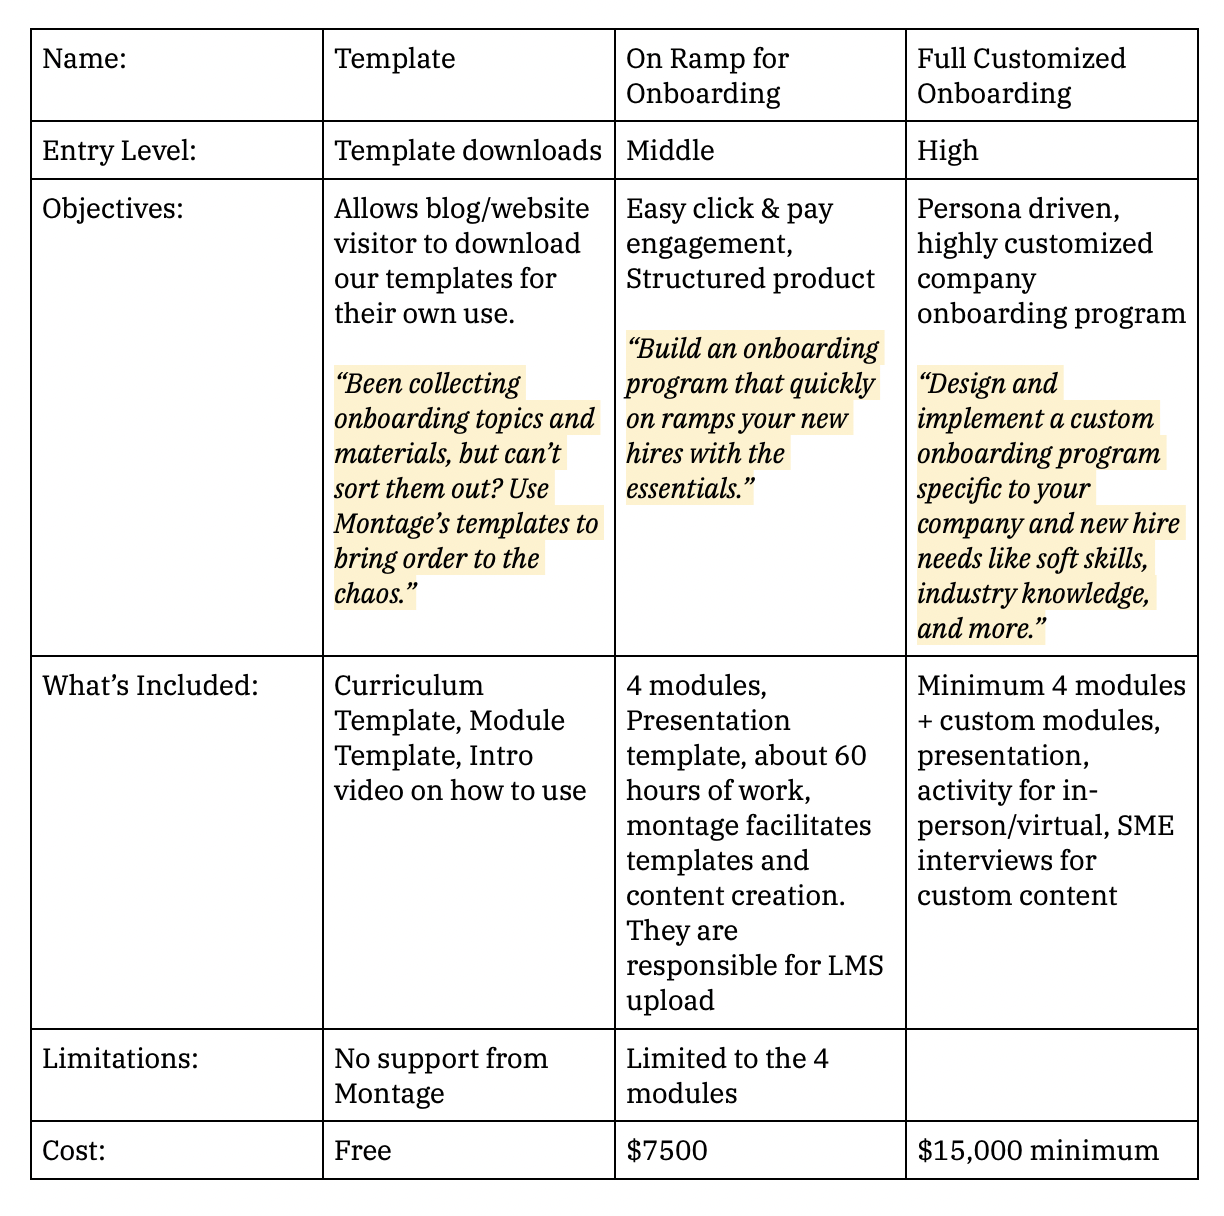 Name:
Template
On Ramp for
Onboarding
Full Customized
Onboarding
Entry Level:
Template downloads
Middle
High
Objectives:
Allows blog/website
visitor to download
our templates for
their own use.
“Been collecting
onboarding topics and
materials, but can’t
sort them out? Use
Montage’s templates to
bring order to the
chaos.”
Easy click & pay
engagement,
Structured product
“Build an onboarding
program that quickly
on ramps your new
hires with the
essentials.”
Persona driven,
highly customized
company
onboarding program
“Design and
implement a custom
onboarding program
specific to your
company and new hire
needs like soft skills,
industry knowledge,
and more.”
What’s Included:
Curriculum
Template, Module
Template, Intro
video on how to use
4 modules,
Presentation
template, about 60
hours of work,
montage facilitates
templates and
content creation.
They are
responsible for LMS
upload
Minimum 4 modules
+ custom modules,
presentation,
activity for in-
person/virtual, SME
interviews for
custom content
Limitations:
No support from
Montage
Limited to the 4
modules
Cost:
Free
$7500
$15,000 minimum